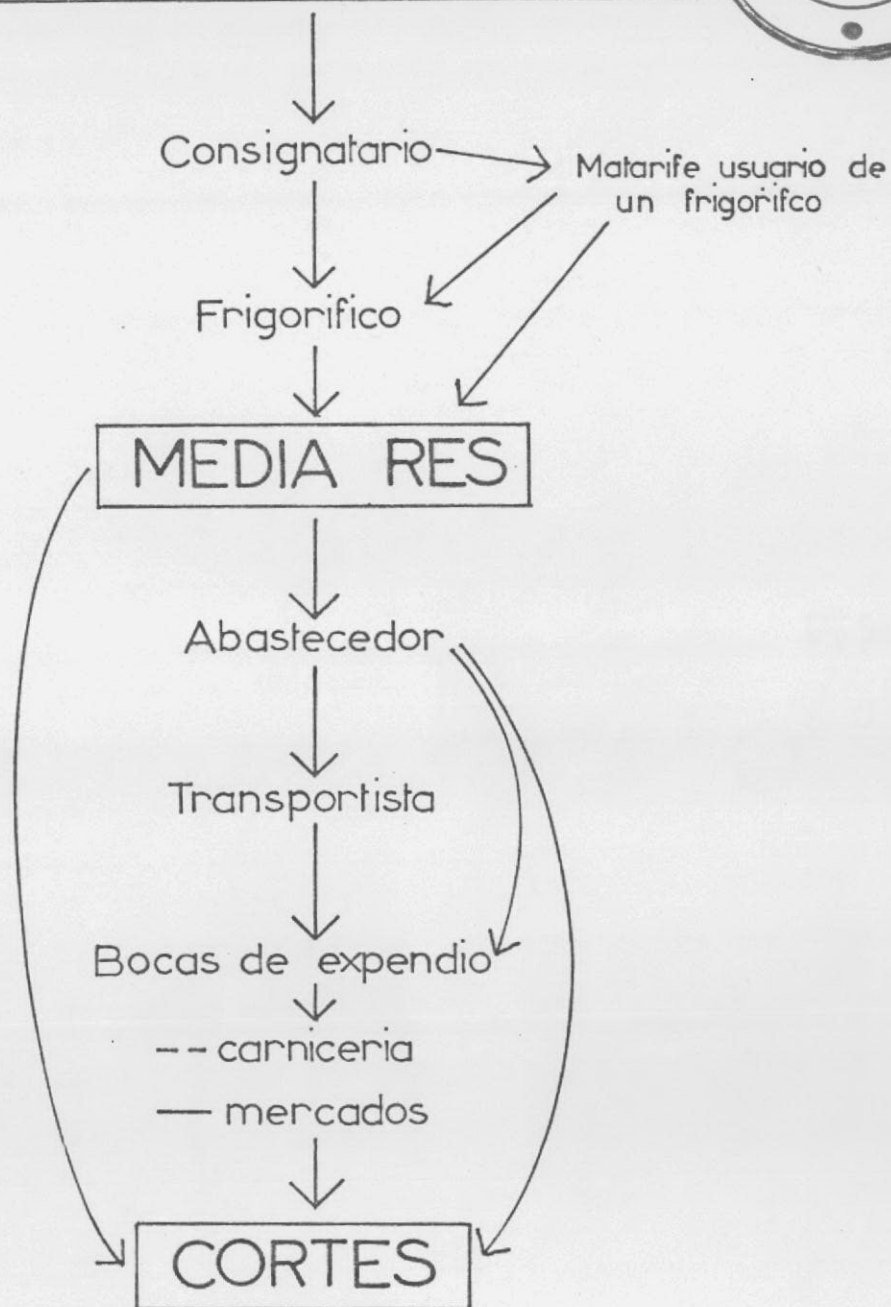 Consignatario
Matarife usuario de
un frigorifco
Frigorifico
MEDIA RES
Abastecedor
Transportista
Bocas de expendio
-- carniceria
— mercados
CORTES